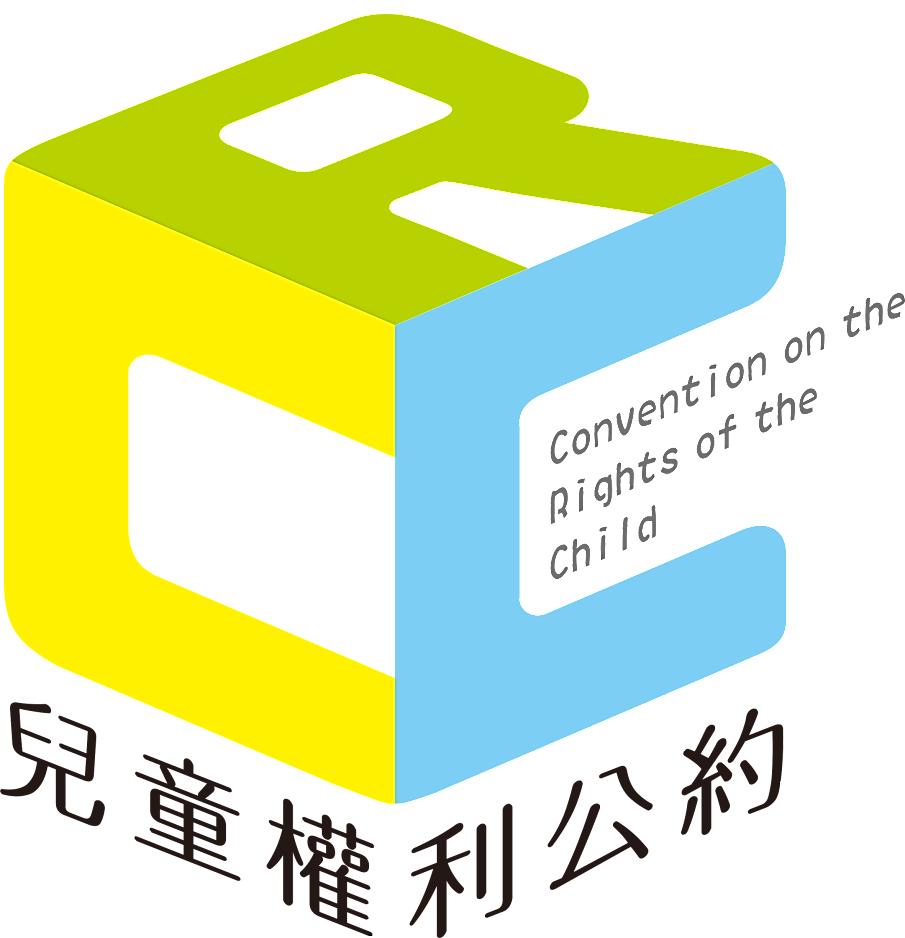 Convention on the
Rights of the
Child
兒童權利公約